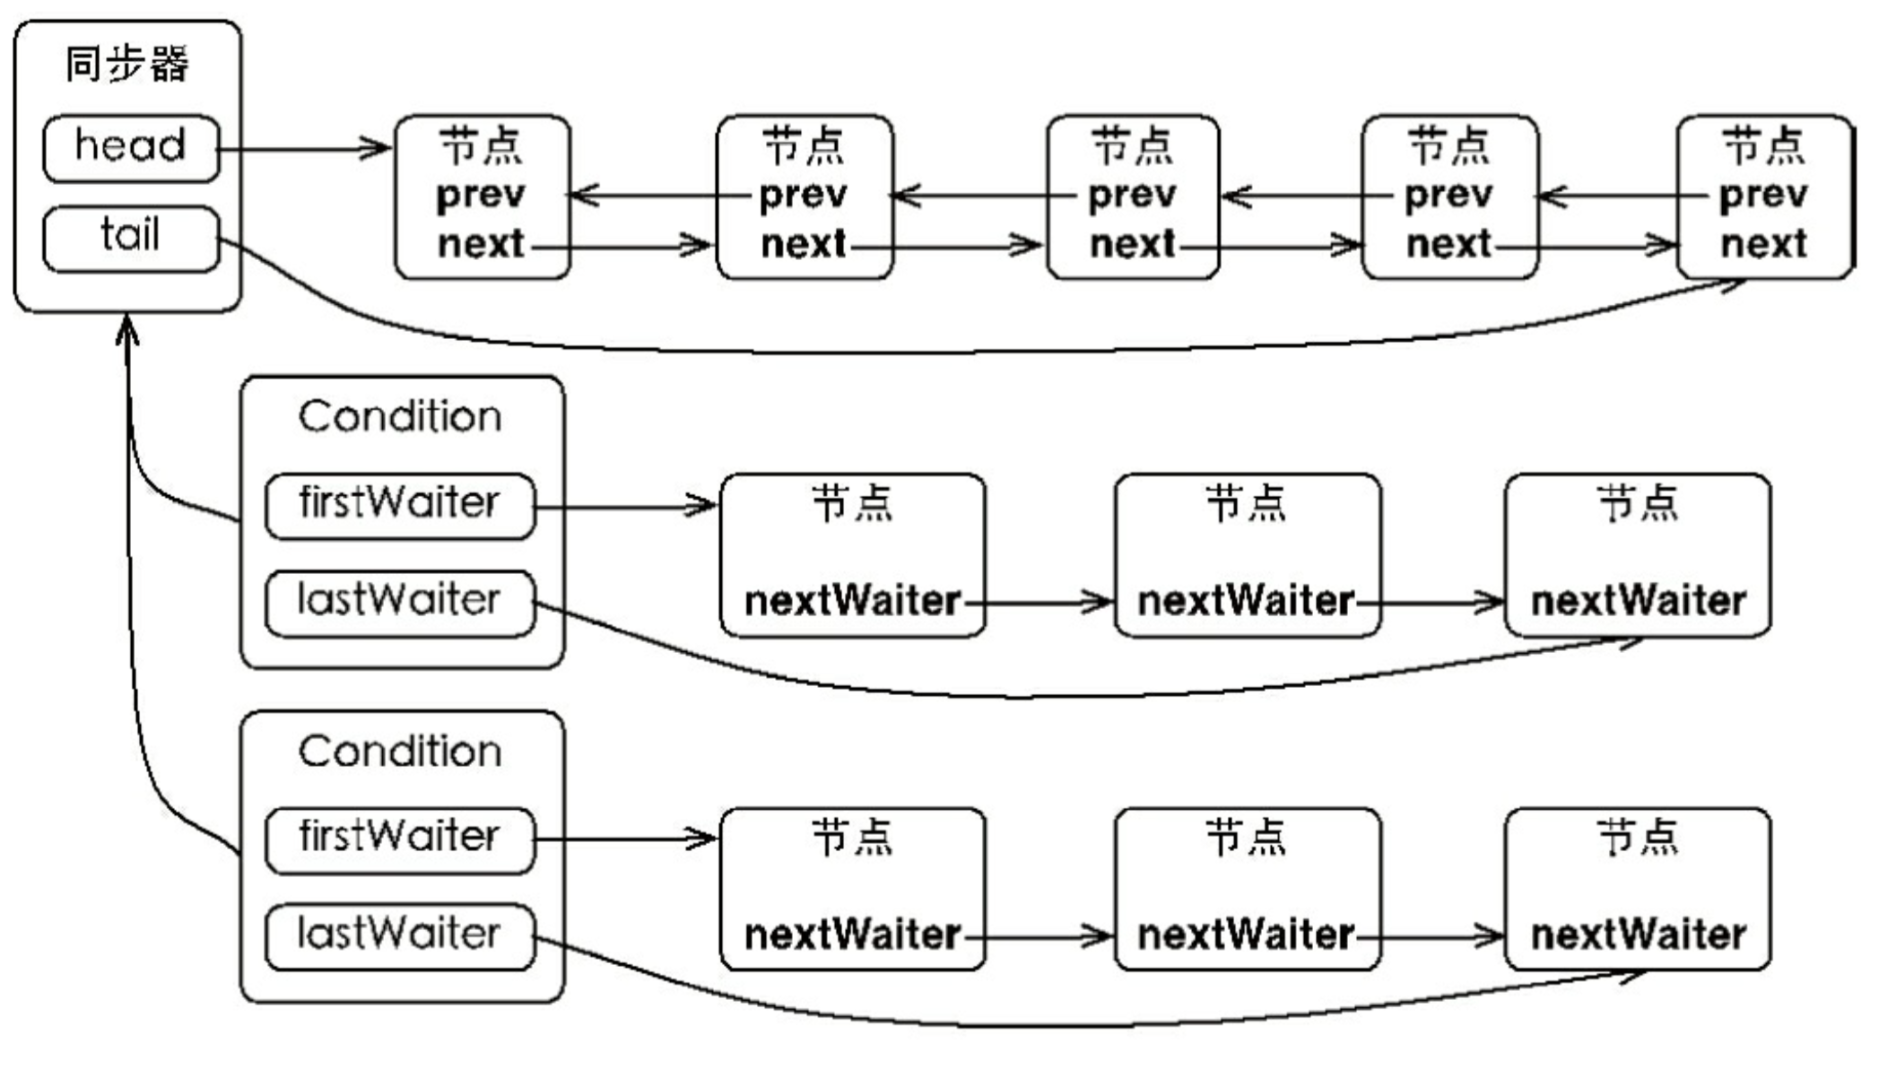 同步器
head
tail
节点
prev
next
节点
prev
next
节点
prev
next
节点
prev
next
节点
prev
next
Condition
firstWaiter
lastWaiter
节点
nextWaiter
节点
nextWaiter
节点
nextWaiter
Condition
firstWaiter
lastWaiter
节点
nextWaiter
节点
nextWaiter
节点
nextWaiter